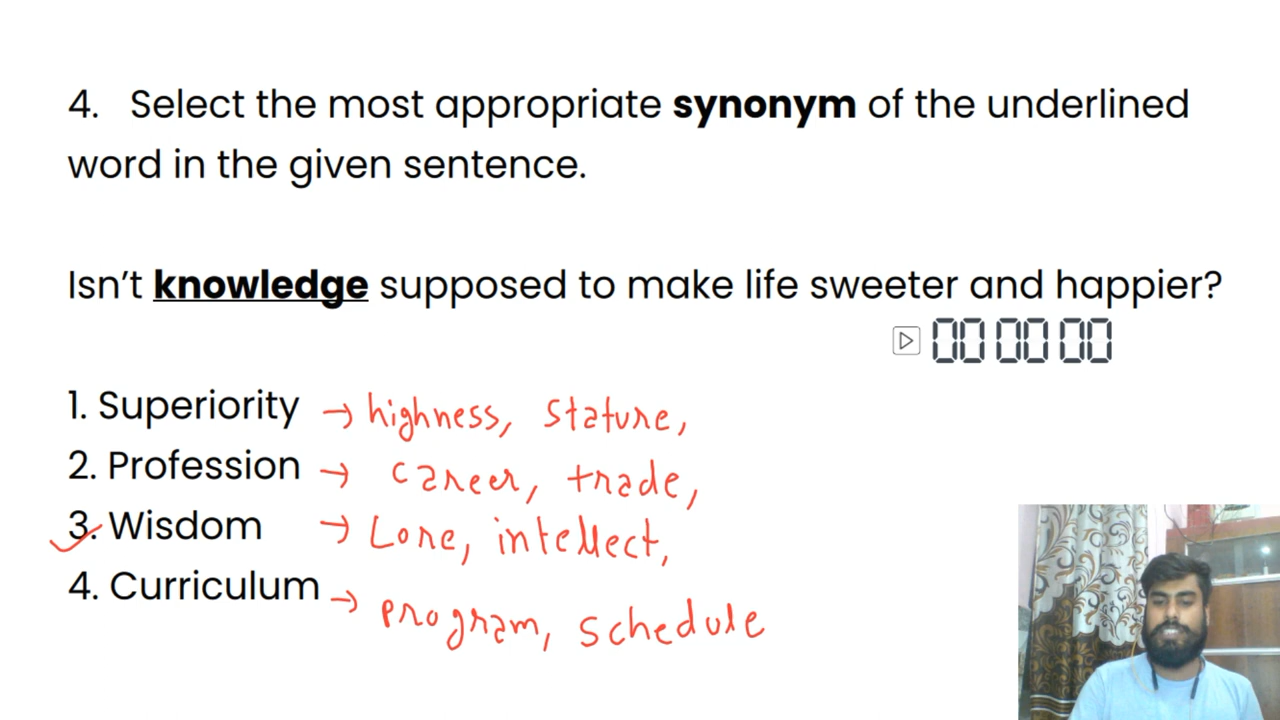 4. Select the most appropriate synonym of the underlined
word in the given sentence.
Isn't knowledge supposed to make life sweeter and happier?
00 00 00
1. Superiority → highness, stature,
2. Profession → career, trade,
3. Wisdom → Lore, intellect,
4. Curriculum → program, schedule